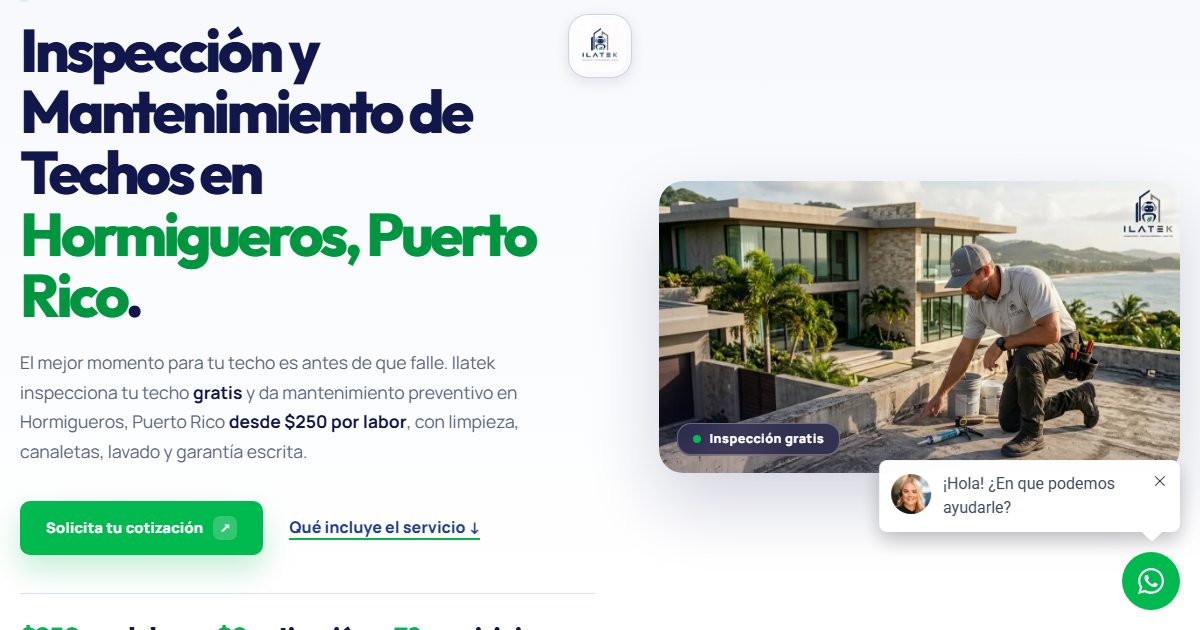 ILATEK
Inspección y
Mantenimiento de
Techos en
Hormigueros, Puerto
Rico.
El mejor momento para tu techo es antes de que falle. Ilatek
inspecciona tu techo gratis y da mantenimiento preventivo en
Hormigueros, Puerto Rico desde $250 por labor, con limpieza,
canaletas, lavado y garantía escrita.
Solicita tu cotización ↗
Qué incluye el servicio ↓
ILATEK
Inspección gratis
¡Hola! ¿En que podemos
ayudarle?